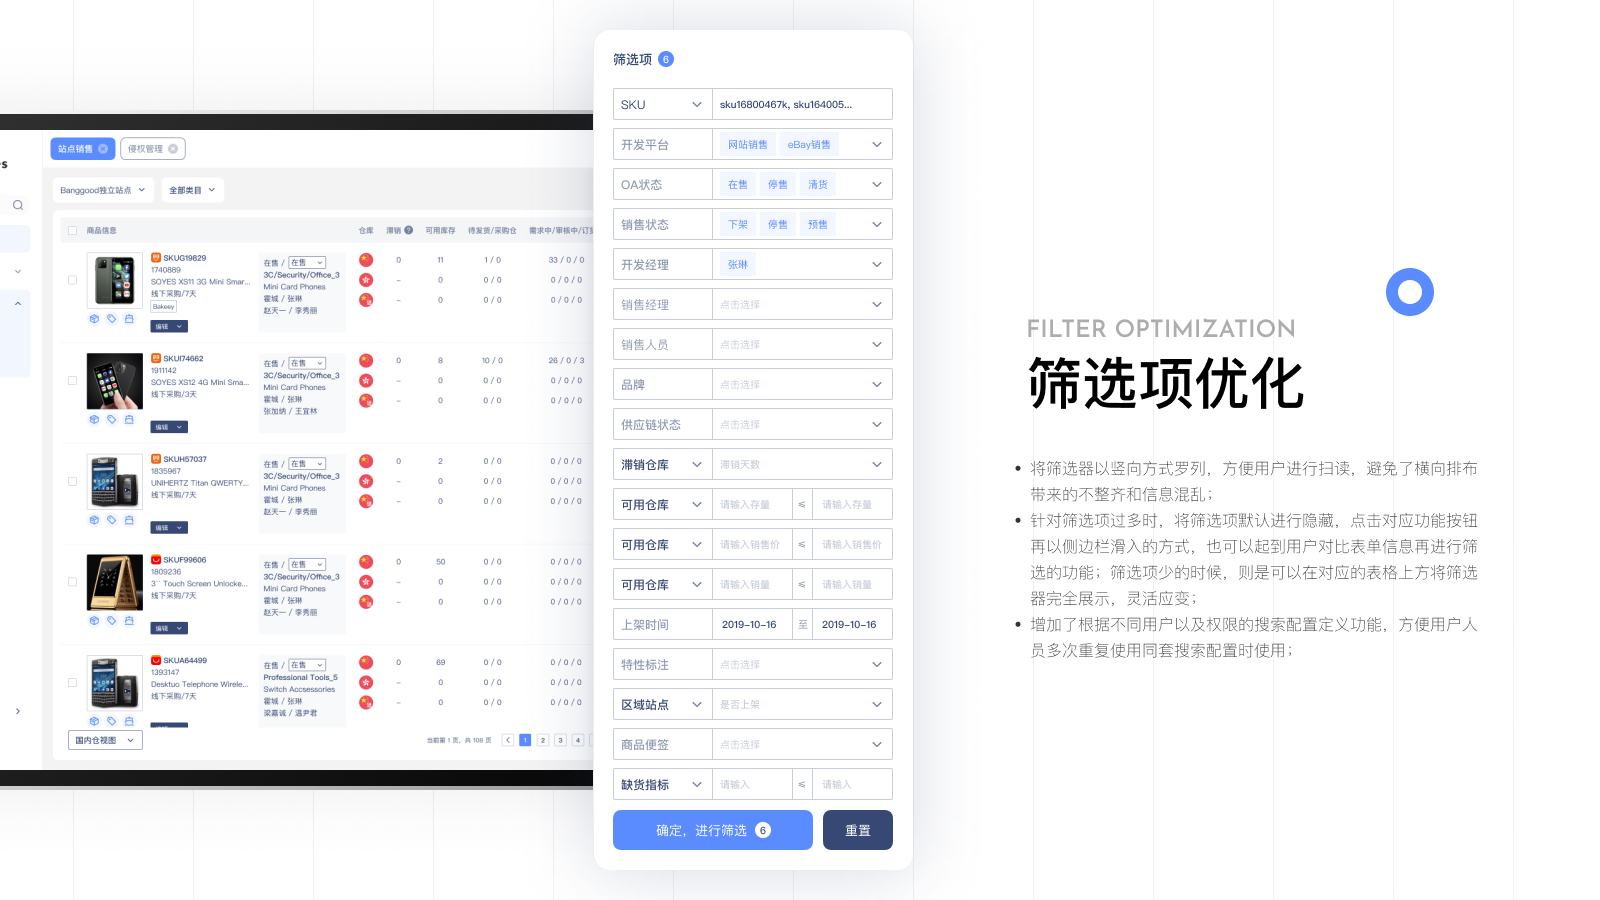 筛选项 6
SKU sku16800467k, sku164005...
开发平台 网站销售 eBay销售
OA状态 在售 停售 清货
销售状态 下架 停售 预售
开发经理 张琳
销售经理 点击选择
销售人员 点击选择
品牌 点击选择
供应链状态 点击选择
滞销仓库 滞销天数
可用仓库 请输入存量 ≤ 请输入存量
可用仓库 请输入销售价 ≤ 请输入销售价
可用仓库 请输入销量 ≤ 请输入销量
上架时间 2019-10-16 至 2019-10-16
特性标注 点击选择
区域站点 是否上架
商品便签 点击选择
缺货指标 请输入 ≤ 请输入
确定，进行筛选 6 重置
站点销售 侵权管理
Banggood独立站点 全部类目
商品信息 仓库 滞销 ? 可用库存 待发货/采购仓 需求中/审核中/订
SKUG19829
1740889
SOYES XS11 3G Mini Smar...
线下采购/7天
Bakeey
编辑
在售 / 在售
3C/Security/Office_3
Mini Card Phones
霍城 / 张琳
赵天一 / 李秀丽
0 11 1 / 0 33 / 0 / 0
– 0 0 / 0 0 / 0 / 0
– 0 0 / 0 0 / 0 / 0
SKUI74662
1911142
SOYES XS12 4G Mini Sma...
线下采购/3天
编辑
在售 / 在售
3C/Security/Office_3
Mini Card Phones
霍城 / 张琳
张加纳 / 王宜林
0 8 10 / 0 26 / 0 / 3
– 0 0 / 0 0 / 0 / 0
– 0 0 / 0 0 / 0 / 0
SKUH57037
1835967
UNIHERTZ Titan QWERTY...
线下采购/7天
编辑
在售 / 在售
3C/Security/Office_3
Mini Card Phones
霍城 / 张琳
赵天一 / 李秀丽
0 2 0 / 0 0 / 0 / 0
– 0 0 / 0 0 / 0 / 0
– 0 0 / 0 0 / 0 / 0
SKUF99606
1809236
3`` Touch Screen Unlocke...
线下采购/7天
编辑
在售 / 在售
3C/Security/Office_3
Mini Card Phones
霍城 / 张琳
赵天一 / 李秀丽
0 50 0 / 0 0 / 0 / 0
– 0 0 / 0 0 / 0 / 0
– 0 0 / 0 0 / 0 / 0
SKUA64499
1393147
Desktuo Telephone Wirele...
线下采购/7天
在售 / 在售
Professional Tools_5
Switch Accsessories
霍城 / 张琳
梁嘉诚 / 温尹君
0 69 0 / 0 0 / 0 / 0
– 0 0 / 0 0 / 0 / 0
– 0 0 / 0 0 / 0 / 0
国内仓视图
当前第 1 页，共 108 页 1 2 3 4
FILTER OPTIMIZATION
筛选项优化
将筛选器以竖向方式罗列，方便用户进行扫读，避免了横向排布
带来的不整齐和信息混乱；
针对筛选项过多时，将筛选项默认进行隐藏，点击对应功能按钮
再以侧边栏滑入的方式，也可以起到用户对比表单信息再进行筛
选的功能；筛选项少的时候，则是可以在对应的表格上方将筛选
器完全展示，灵活应变；
增加了根据不同用户以及权限的搜索配置定义功能，方便用户人
员多次重复使用同套搜索配置时使用；